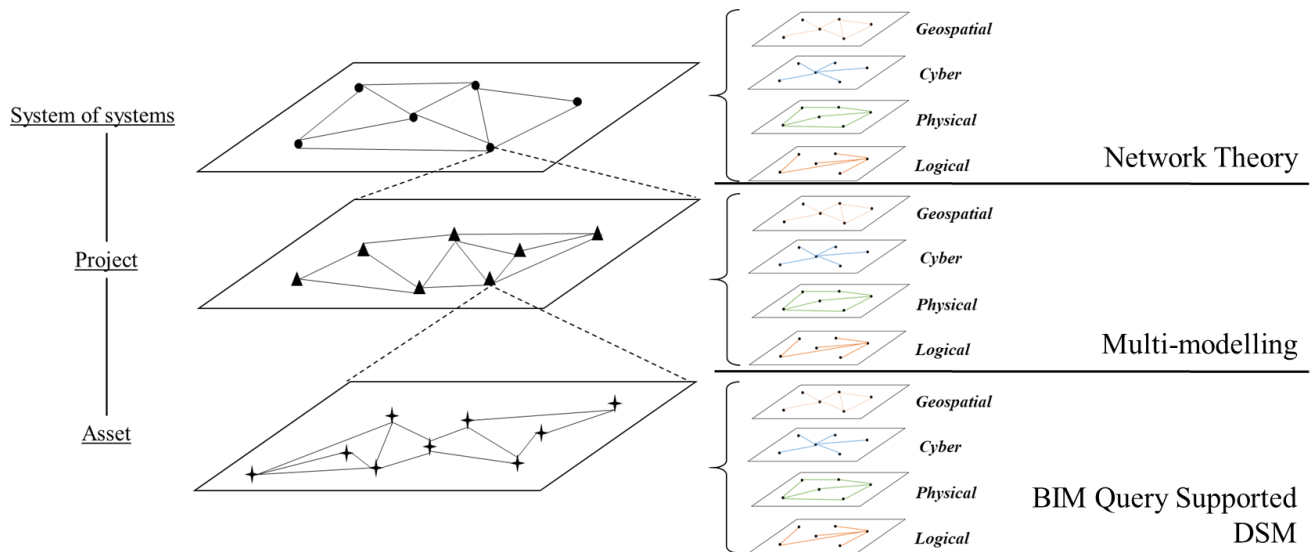 System of systems
Project
Asset
Geospatial
Cyber
Physical
Logical
Network Theory
Geospatial
Cyber
Physical
Logical
Multi-modelling
Geospatial
Cyber
Physical
Logical
BIM Query Supported
DSM